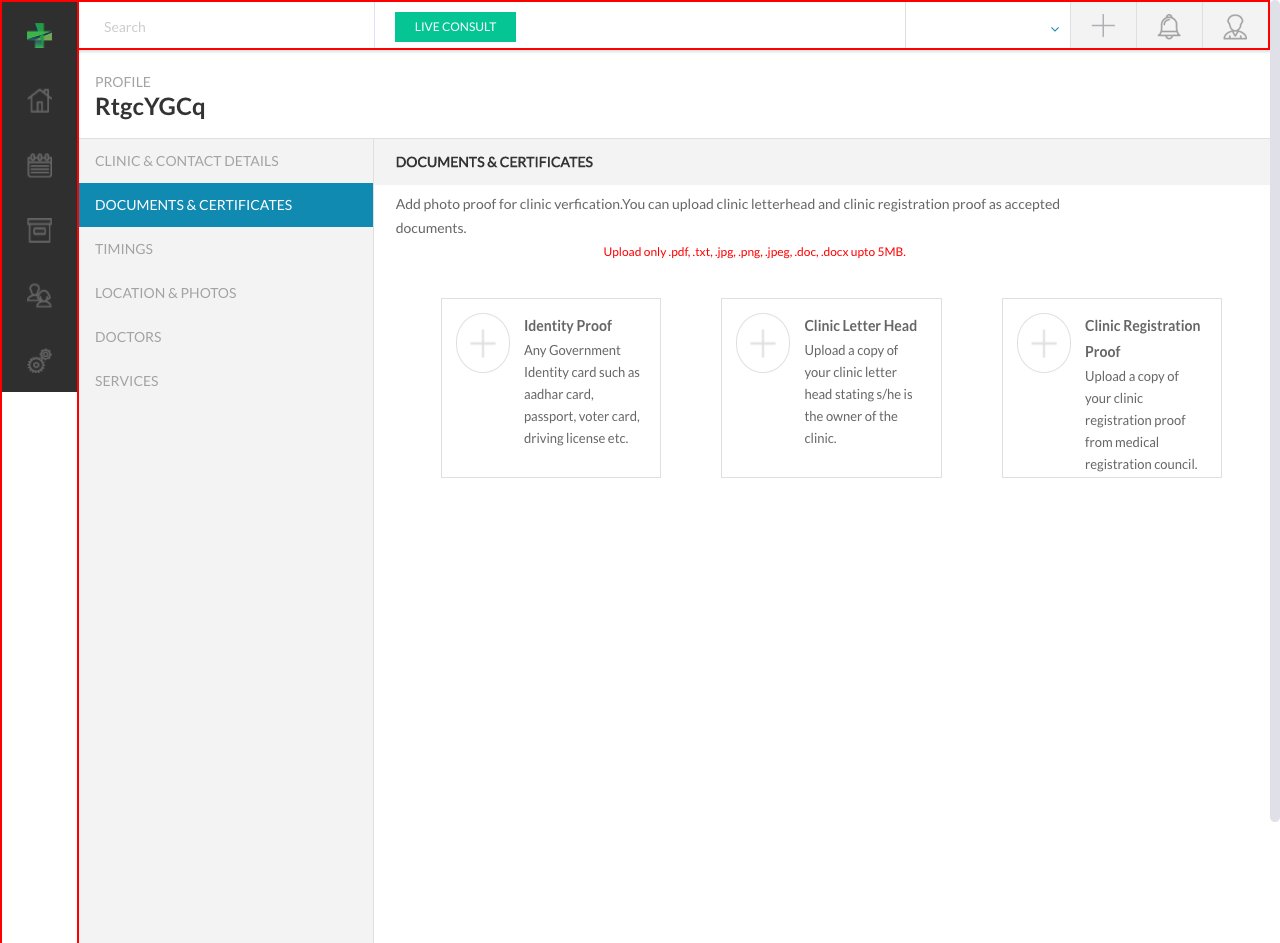 Search
LIVE CONSULT
PROFILE
RtgcYGCq
CLINIC & CONTACT DETAILS
DOCUMENTS & CERTIFICATES
TIMINGS
LOCATION & PHOTOS
DOCTORS
SERVICES
DOCUMENTS & CERTIFICATES
Add photo proof for clinic verfication.You can upload clinic letterhead and clinic registration proof as accepted
documents.
Upload only .pdf, .txt, .jpg, .png, .jpeg, .doc, .docx upto 5MB.
Identity Proof
Any Government
Identity card such as
aadhar card,
passport, voter card,
driving license etc.
Clinic Letter Head
Upload a copy of
your clinic letter
head stating s/he is
the owner of the
clinic.
Clinic Registration
Proof
Upload a copy of
your clinic
registration proof
from medical
registration council.